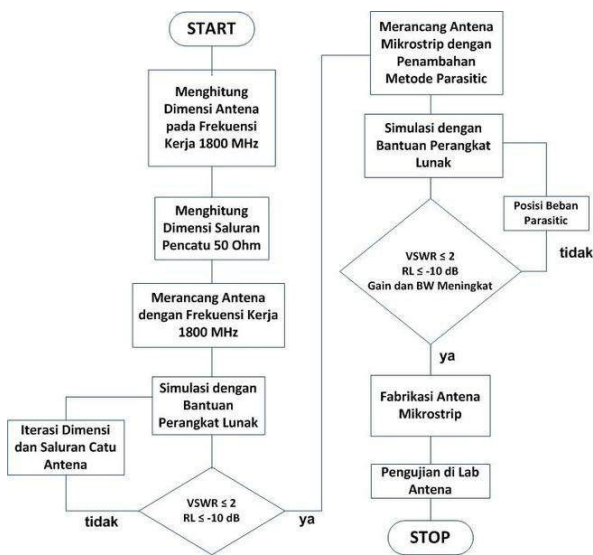 START
Menghitung
Dimensi Antena
pada Frekuensi
Kerja 1800 MHz
Menghitung
Dimensi Saluran
Pencatu 50 Ohm
Merancang Antena
dengan Frekuensi Kerja
1800 MHz
Simulasi dengan
Bantuan
Perangkat Lunak
Iterasi Dimensi
dan Saluran Catu
Antena
VSWR ≤ 2
RL ≤ -10 dB
tidak
ya
Merancang Antena
Mikrostrip dengan
Penambahan
Metode Parasitic
Simulasi dengan
Bantuan Perangkat
Lunak
Posisi Beban
Parasitic
VSWR ≤ 2
RL ≤ -10 dB
Gain dan BW Meningkat
tidak
ya
Fabrikasi Antena
Mikrostrip
Pengujian di Lab
Antena
STOP